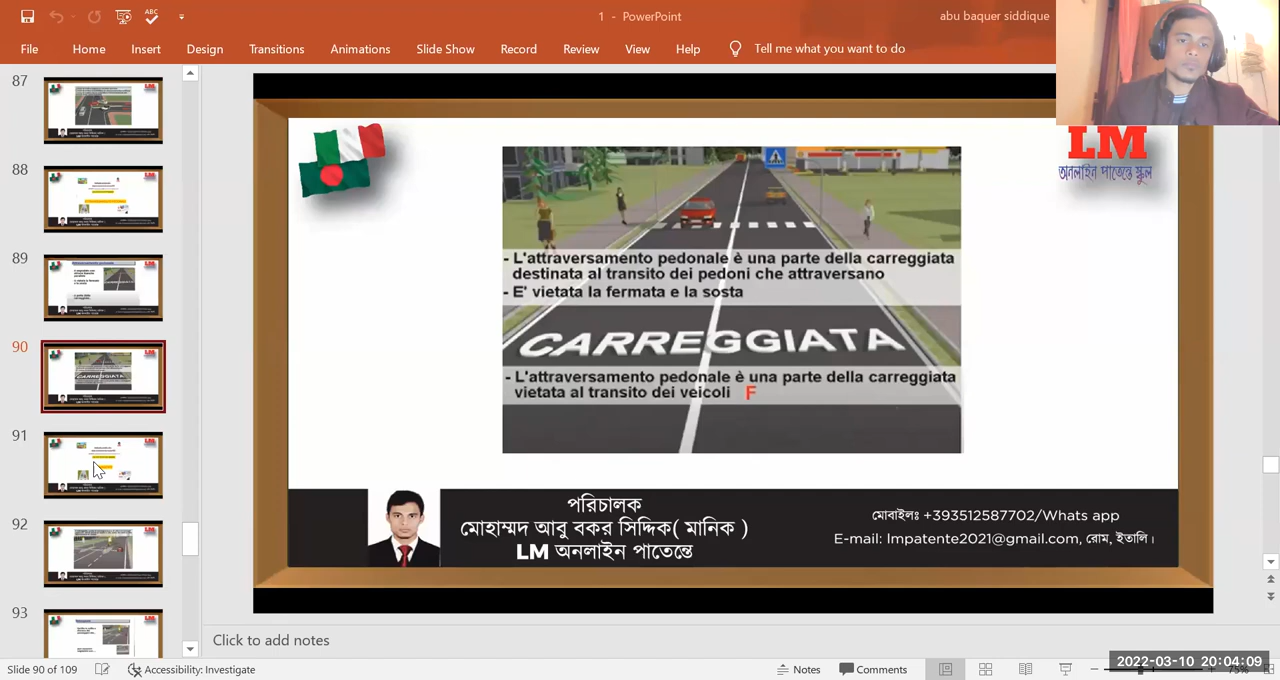 ABC
1 - PowerPoint
abu baquer siddique
File Home Insert Design Transitions Animations Slide Show Record Review View Help Tell me what you want to do
87
88
89
90
91
92
93
LM
অনলাইন পাতেন্তে স্কুল
- L'attraversamento pedonale è una parte della carreggiata
destinata al transito dei pedoni che attraversano
- E' vietata la fermata e la sosta
CARREGGIATA
- L'attraversamento pedonale è una parte della carreggiata
vietata al transito dei veicoli F
পরিচালক
মোহাম্মদ আবু বকর সিদ্দিক( মানিক )
LM অনলাইন পাতেন্তে
মোবাইলঃ +393512587702/Whats app
E-mail: lmpatente2021@gmail.com, রোম, ইতালি।
Click to add notes
Slide 90 of 109 Accessibility: Investigate Notes Comments
2022-03-10 20:04:09